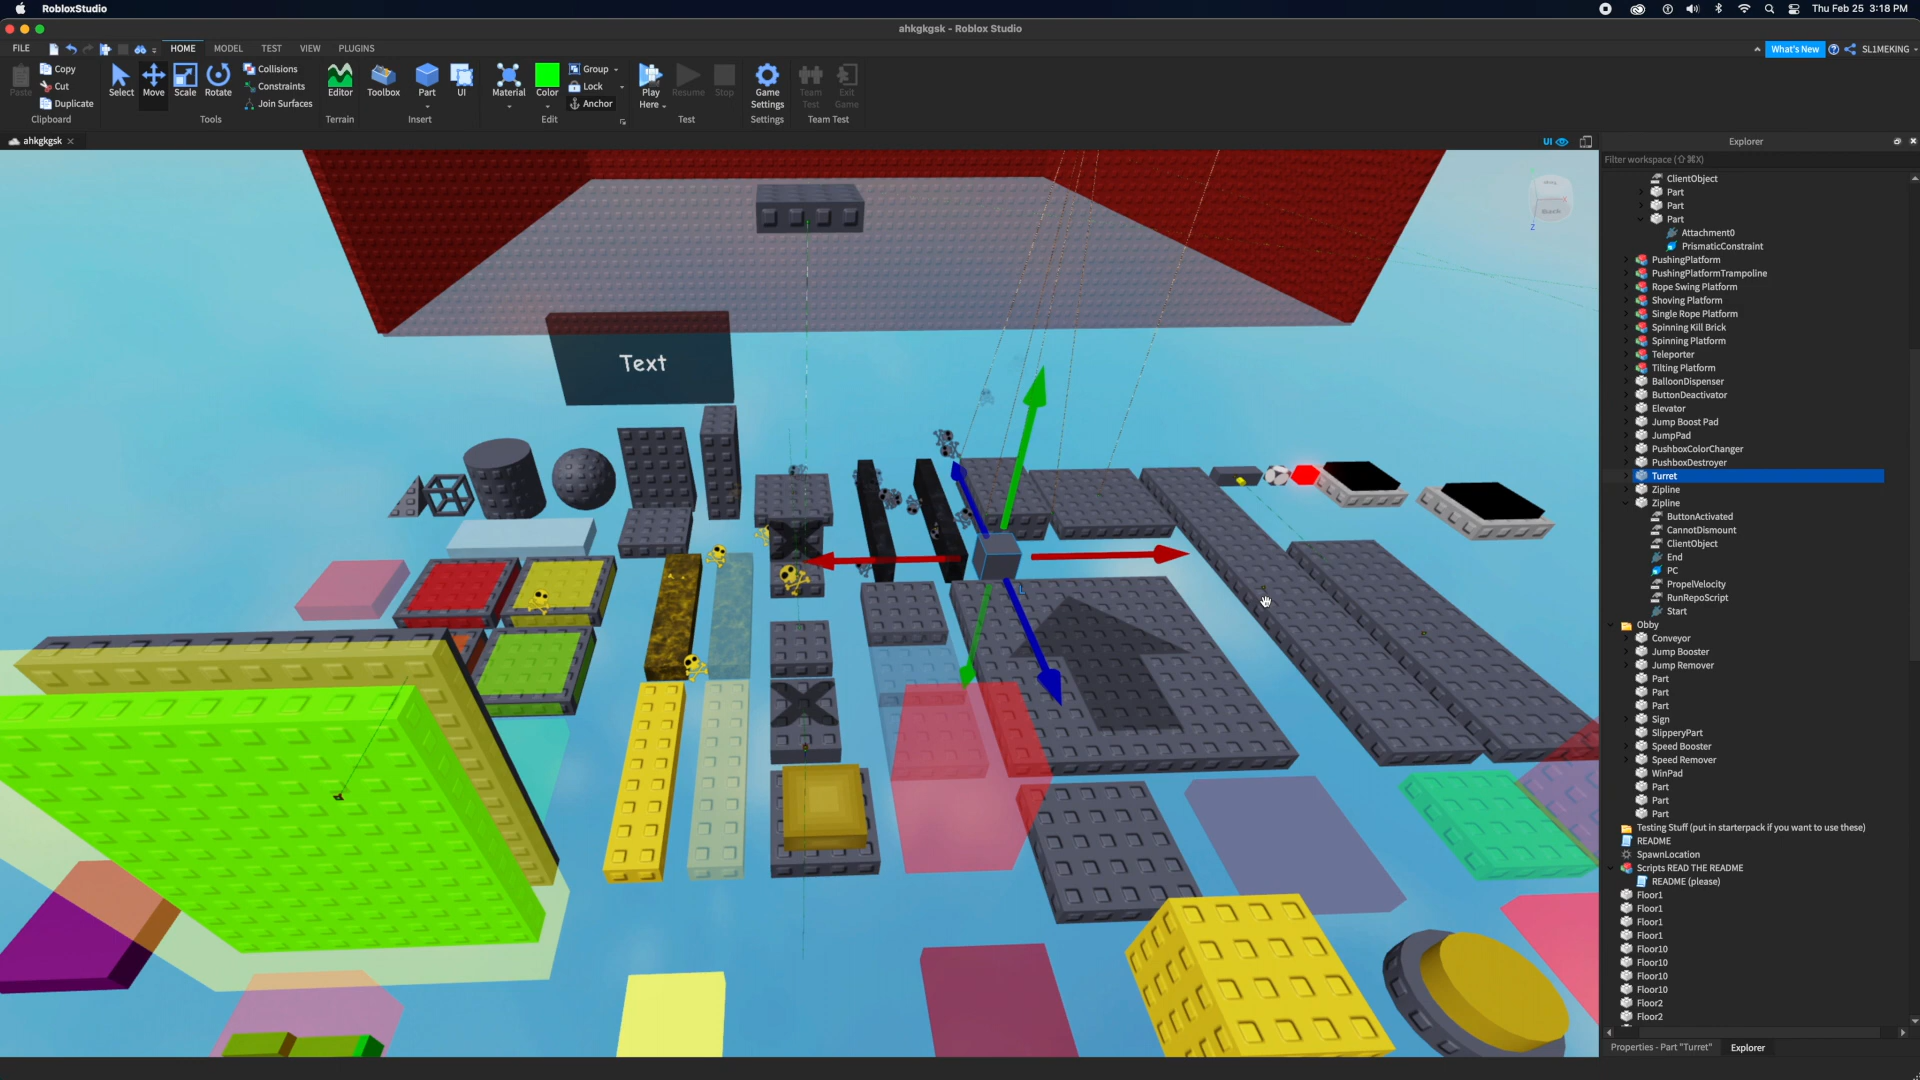 RobloxStudio
Thu Feb 25 3:18 PM
ahkgkgsk - Roblox Studio
FILE
HOME
MODEL
TEST
VIEW
PLUGINS
What's New
SL1MEKING
Paste
Copy
Cut
Duplicate
Clipboard
Select
Move
Scale
Rotate
Collisions
Constraints
Join Surfaces
Tools
Editor
Terrain
Toolbox
Part
UI
Insert
Material
Color
Group
Lock
Anchor
Edit
Play Here
Resume
Stop
Test
Game Settings
Settings
Team Test
Exit Game
Team Test
ahkgkgsk
UI
Text
Back
Z
L
Explorer
Filter workspace (⇧⌘X)
ClientObject
Part
Part
Part
Attachment0
PrismaticConstraint
PushingPlatform
PushingPlatformTrampoline
Rope Swing Platform
Shoving Platform
Single Rope Platform
Spinning Kill Brick
Spinning Platform
Teleporter
Tilting Platform
BalloonDispenser
ButtonDeactivator
Elevator
Jump Boost Pad
JumpPad
PushboxColorChanger
PushboxDestroyer
Turret
Zipline
Zipline
ButtonActivated
CannotDismount
ClientObject
End
PC
PropelVelocity
RunRepoScript
Start
Obby
Conveyor
Jump Booster
Jump Remover
Part
Part
Part
Sign
SlipperyPart
Speed Booster
Speed Remover
WinPad
Part
Part
Part
Testing Stuff (put in starterpack if you want to use these)
README
SpawnLocation
Scripts READ THE README
README (please)
Floor1
Floor1
Floor1
Floor1
Floor10
Floor10
Floor10
Floor10
Floor2
Floor2
Properties - Part "Turret"
Explorer